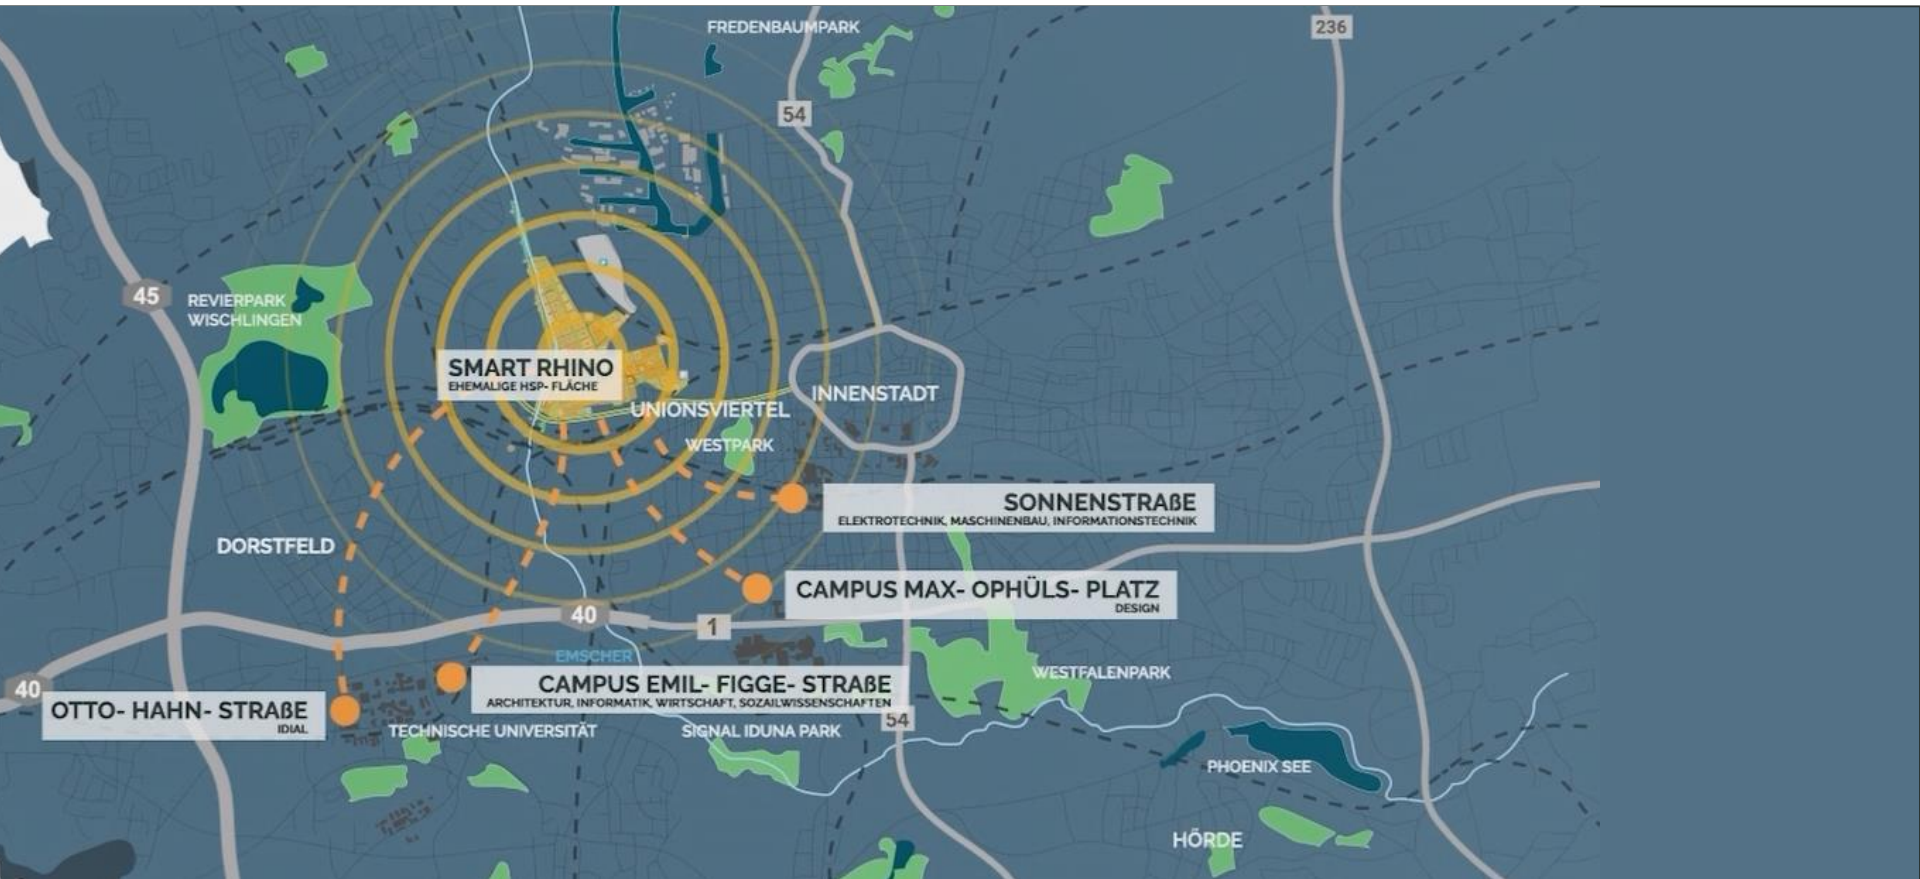 FREDENBAUMPARK
236
54
45
REVIERPARK
WISCHLINGEN
SMART RHINO
EHEMALIGE HSP- FLÄCHE
INNENSTADT
UNIONSVIERTEL
WESTPARK
SONNENSTRAßE
ELEKTROTECHNIK, MASCHINENBAU, INFORMATIONSTECHNIK
DORSTFELD
CAMPUS MAX- OPHÜLS- PLATZ
DESIGN
40
1
EMSCHER
WESTFALENPARK
40
CAMPUS EMIL- FIGGE- STRAßE
ARCHITEKTUR, INFORMATIK, WIRTSCHAFT, SOZAILWISSENSCHAFTEN
OTTO- HAHN- STRAßE
IDIAL
54
TECHNISCHE UNIVERSITÄT
SIGNAL IDUNA PARK
PHOENIX SEE
HÖRDE